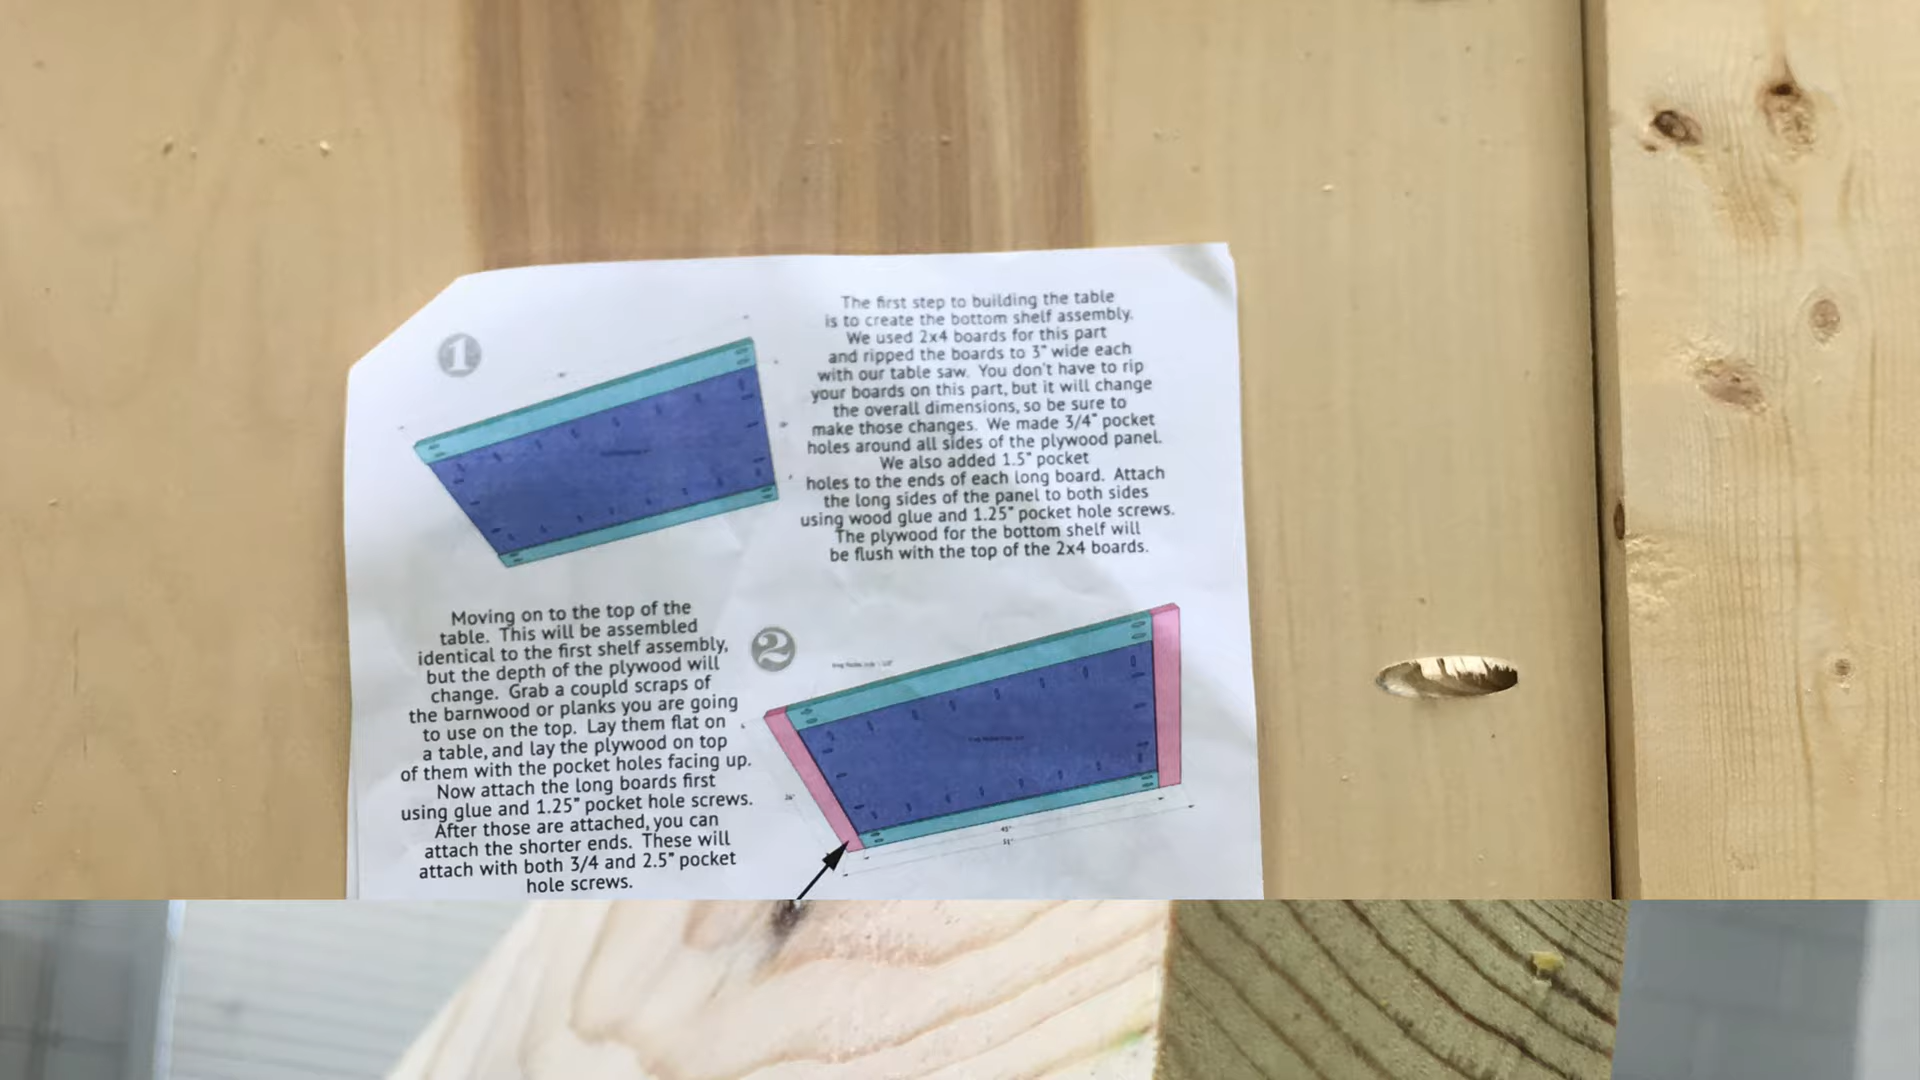 1
The first step to building the table
is to create the bottom shelf assembly.
We used 2x4 boards for this part
and ripped the boards to 3" wide each
with our table saw. You don't have to rip
your boards on this part, but it will change
the overall dimensions, so be sure to
make those changes. We made 3/4" pocket
holes around all sides of the plywood panel.
We also added 1.5" pocket
holes to the ends of each long board. Attach
the long sides of the panel to both sides
using wood glue and 1.25" pocket hole screws.
The plywood for the bottom shelf will
be flush with the top of the 2x4 boards.
Moving on to the top of the
table. This will be assembled
identical to the first shelf assembly,
but the depth of the plywood will
change. Grab a coupld scraps of
the barnwood or planks you are going
to use on the top. Lay them flat on
a table, and lay the plywood on top
of them with the pocket holes facing up.
Now attach the long boards first
using glue and 1.25" pocket hole screws.
After those are attached, you can
attach the shorter ends. These will
attach with both 3/4 and 2.5" pocket
hole screws.
2
45"
51"